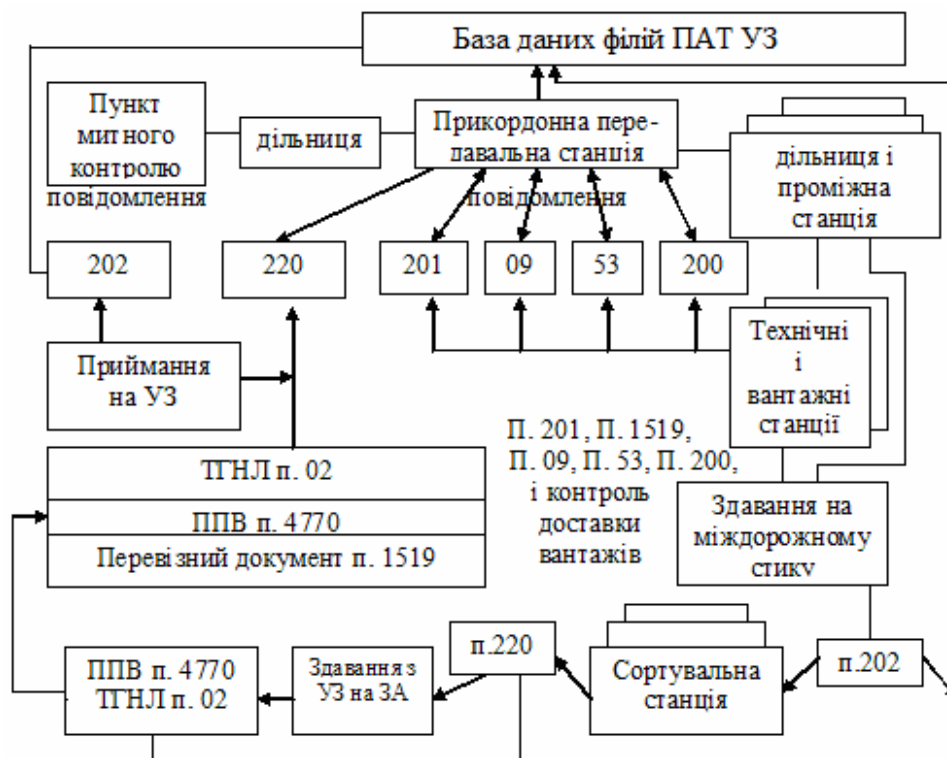 База даних філій ПАТ УЗ
Пункт
митного
контролю
повідомлення
дільниця
Прикордонна пере-
давальна станція
повідомлення
дільниця і
проміжна
станція
202
220
201
09
53
200
Приймання
на УЗ
Технічні
і
вантажні
станції
П. 201, П. 1519,
П. 09, П. 53, П. 200,
і контроль
доставки
вантажів
ТГНЛ п. 02
ППВ п. 4770
Перевізний документ п. 1519
Здавання на
міждорожному
стику
ППВ п. 4770
ТГНЛ п. 02
Здавання з
УЗ на ЗА
п.220
Сортувальна
станція
п.202